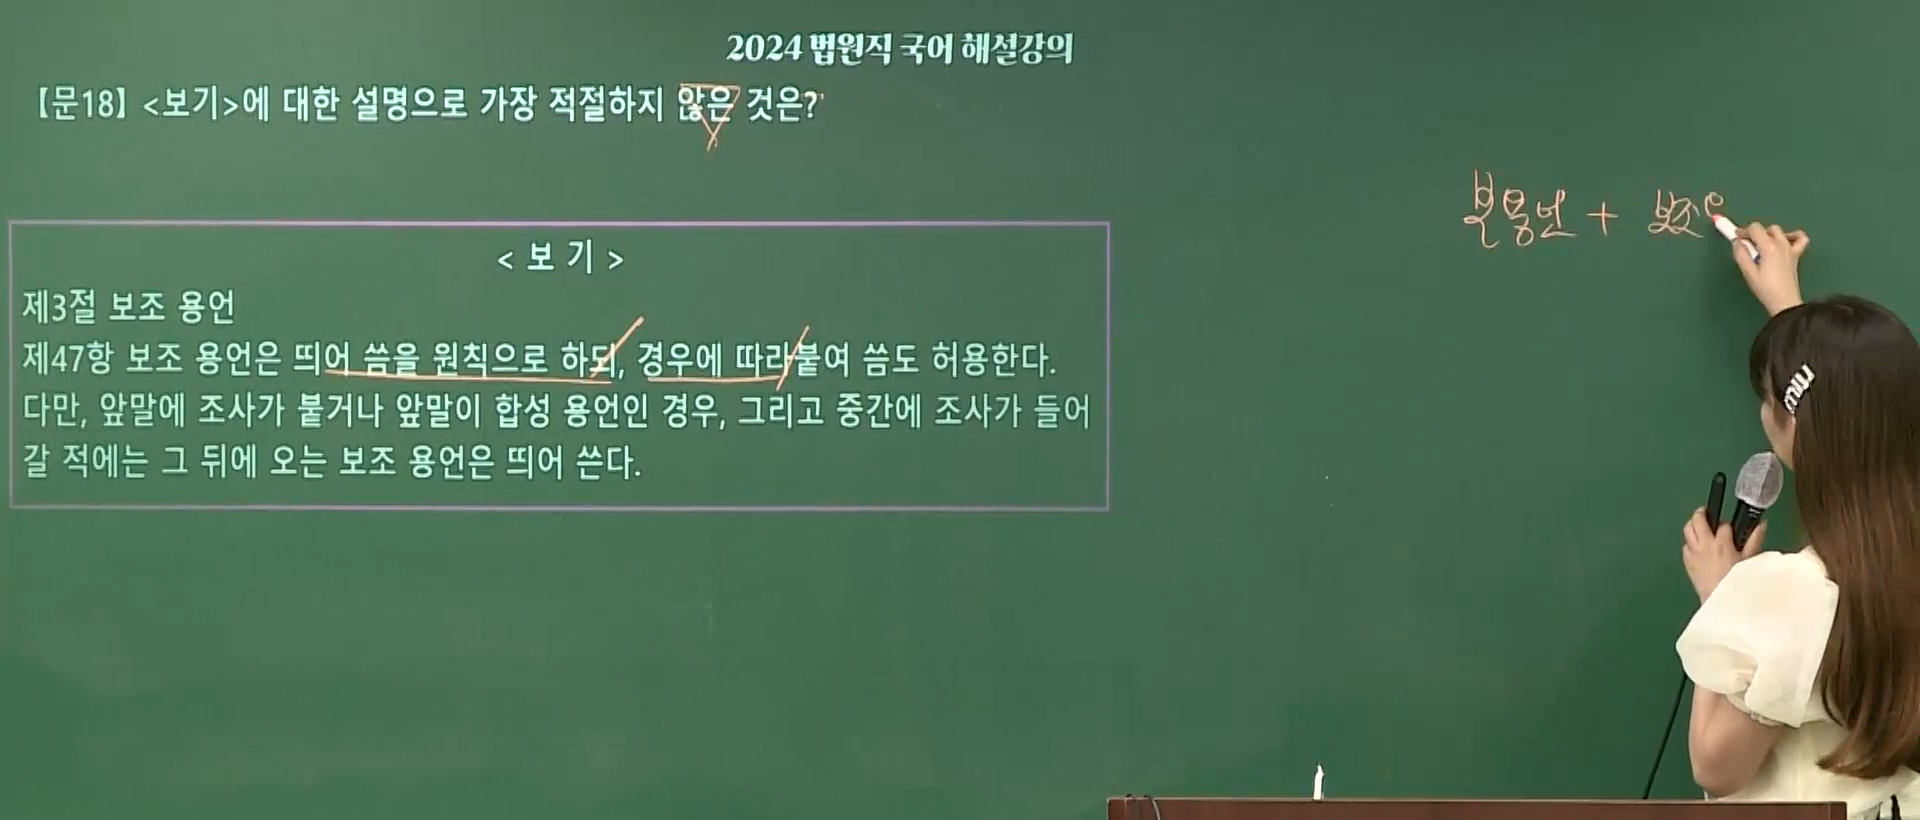 2024 법원직 국어 해설강의
【문18】 <보기>에 대한 설명으로 가장 적절하지 않은 것은?
본용언 + 보조
< 보 기 >
제3절 보조 용언
제47항 보조 용언은 띄어 씀을 원칙으로 하되, 경우에 따라 붙여 씀도 허용한다.
다만, 앞말에 조사가 붙거나 앞말이 합성 용언인 경우, 그리고 중간에 조사가 들어
갈 적에는 그 뒤에 오는 보조 용언은 띄어 쓴다.